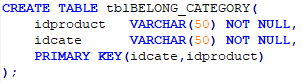 CREATE TABLE tblBELONG_CATEGORY(
    idproduct   VARCHAR(50) NOT NULL,
    idcate      VARCHAR(50) NOT NULL,
    PRIMARY KEY(idcate,idproduct)
);